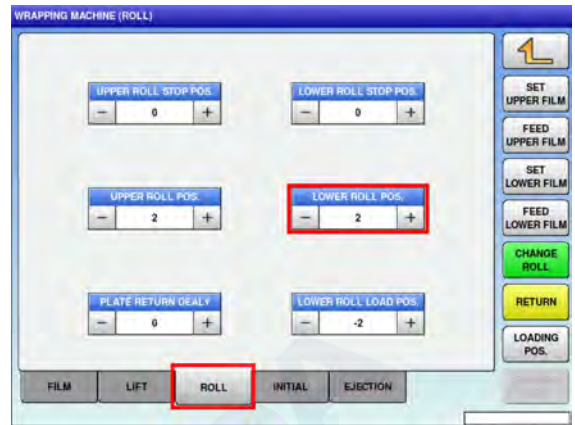 WRAPPING MACHINE (ROLL)
UPPER ROLL STOP POS.
− 0 +
LOWER ROLL STOP POS.
− 0 +
UPPER ROLL POS.
− 2 +
LOWER ROLL POS.
− 2 +
PLATE RETURN DEALY
− 0 +
LOWER ROLL LOAD POS.
− -2 +
SET
UPPER FILM
FEED
UPPER FILM
SET
LOWER FILM
FEED
LOWER FILM
CHANGE
ROLL
RETURN
LOADING
POS.
FILM
LIFT
ROLL
INITIAL
EJECTION